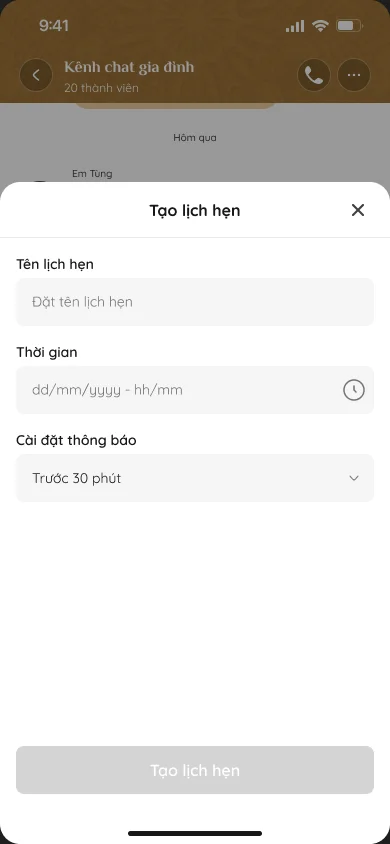 9:41
Kênh chat gia đình
20 thành viên
Hôm qua
Em Tùng
Tạo lịch hẹn
Tên lịch hẹn
Đặt tên lịch hẹn
Thời gian
dd/mm/yyyy - hh/mm
Cài đặt thông báo
Trước 30 phút
Tạo lịch hẹn